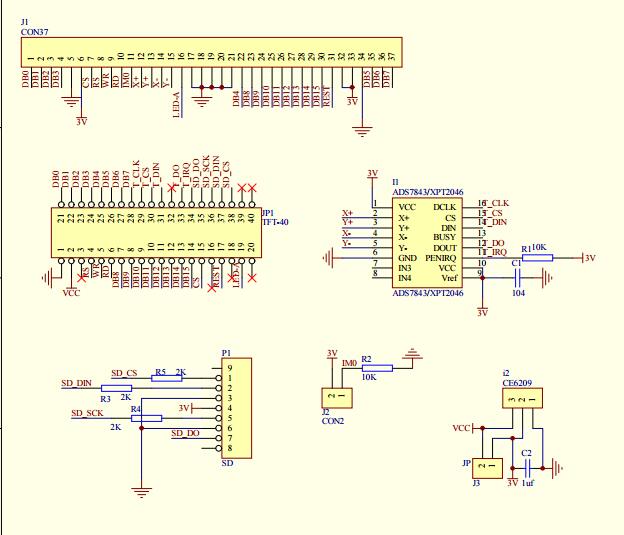 J1
CON37
1 2 3 4 5 6 7 8 9 10 11 12 13 14 15 16 17 18 19 20 21 22 23 24 25 26 27 28 29 30 31 32 33 34 35 36 37
DB0 DB1 DB2 DB3 CS RS WR RD IM0 X+ Y+ X- Y- LED-A DB4 DB8 DB9 DB10 DB11 DB12 DB13 DB14 DB15 REST DB5 DB6 DB7
3V 3V
DB0 DB1 DB2 DB3 DB4 DB5 DB6 DB7 T_CLK T_CS T_DIN T_DO T_IRQ SD_DO SD_SCK SD_DIN SD_CS
21 22 23 24 25 26 27 28 29 30 31 32 33 34 35 36 37 38 39 40
JP1
TFT-40
1 2 3 4 5 6 7 8 9 10 11 12 13 14 15 16 17 18 19 20
VCC RS WR RD DB8 DB9 DB10 DB11 DB12 DB13 DB14 DB15 CS REST LED-A
3V
I1
ADS7843/XPT2046
1 VCC DCLK 16 T_CLK
X+ 2 X+ CS 15 T_CS
Y+ 3 Y+ DIN 14 T_DIN
X- 4 X- BUSY 13
Y- 5 Y- DOUT 12 T_DO
6 GND PENIRQ 11 T_IRQ R1 10K 3V
7 IN3 VCC 10
8 IN4 Vref 9
ADS7843/XPT2046
C1
104
3V
P1
9
SD_CS R5 2K 1
SD_DIN R3 2K 2
3
3V 4
SD_SCK R4 2K 5
6
SD_DO 7
8
SD
3V
IM0 R2
10K
2 1
J2
CON2
i2
CE6209
3 2 1
VCC
JP 2 1
J3
3V
C2
1uf